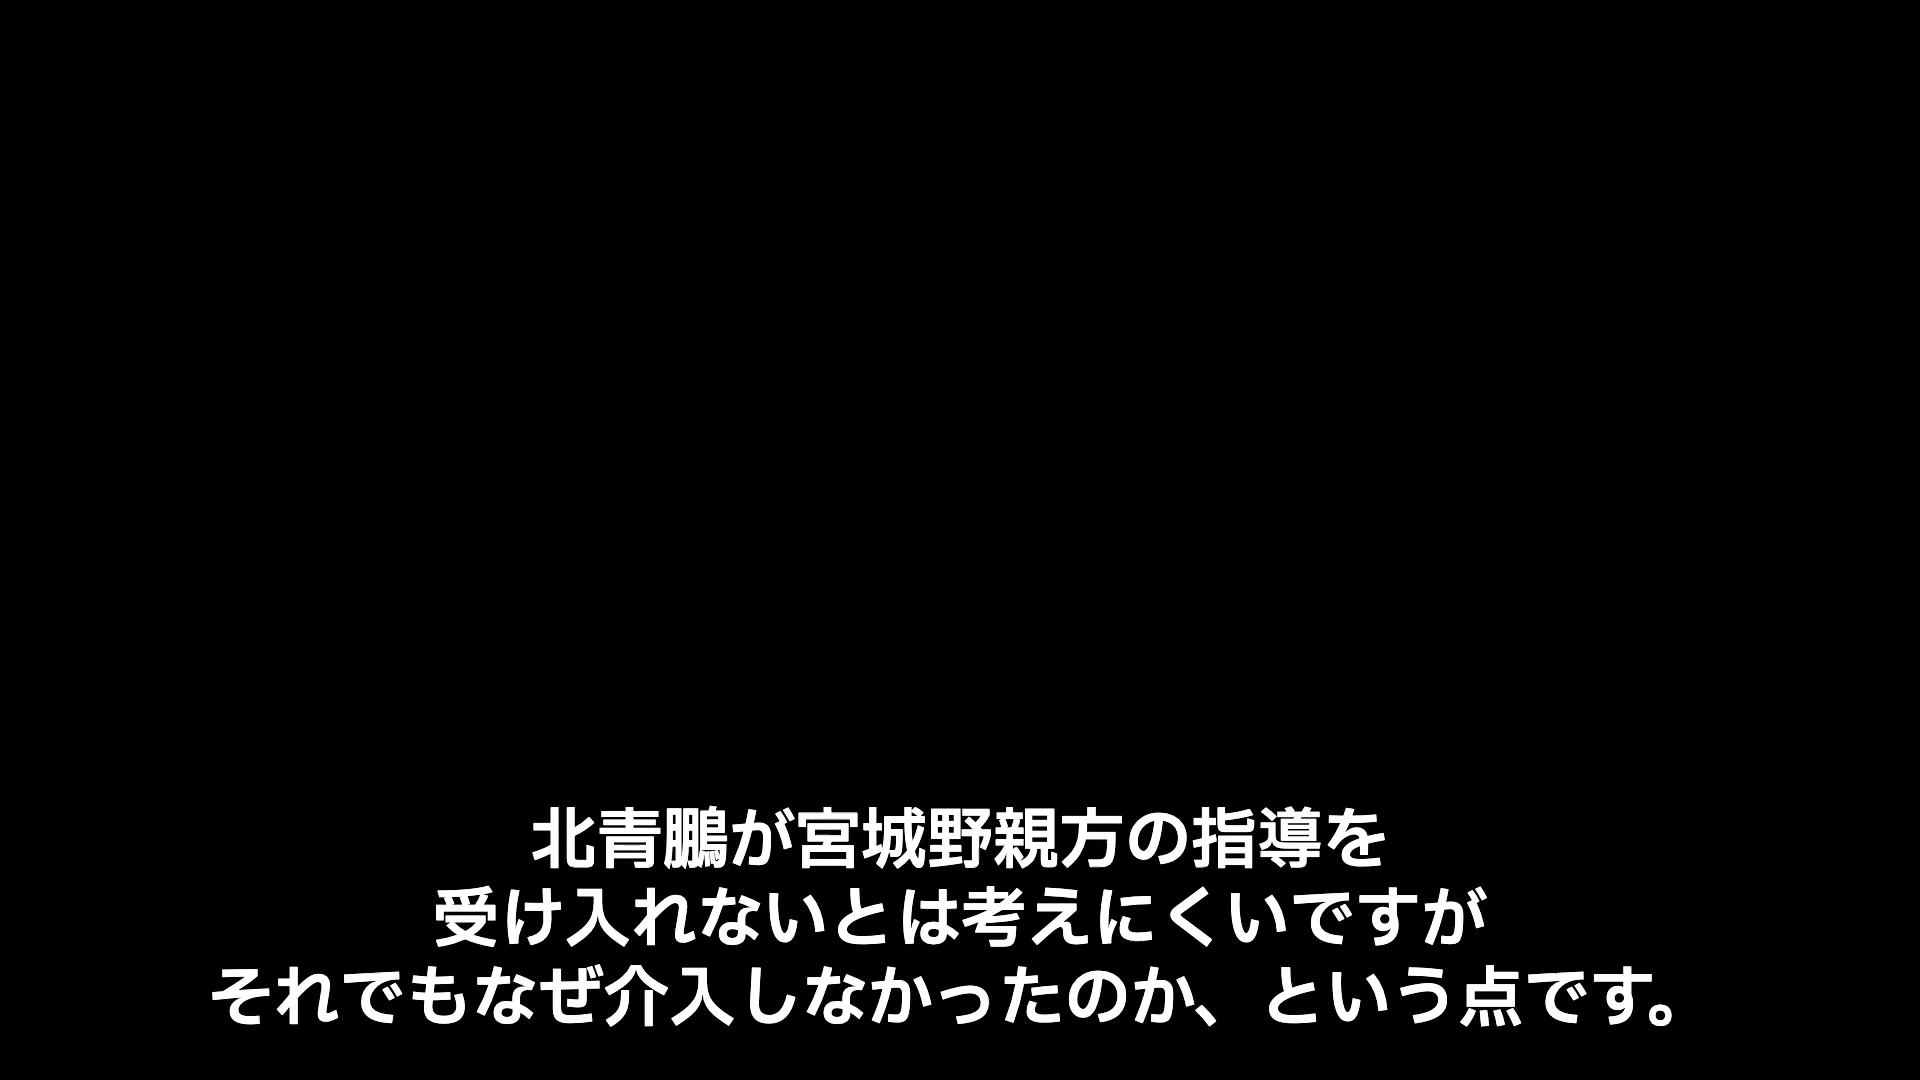 北青鵬が宮城野親方の指導を
受け入れないとは考えにくいですが
それでもなぜ介入しなかったのか、という点です。